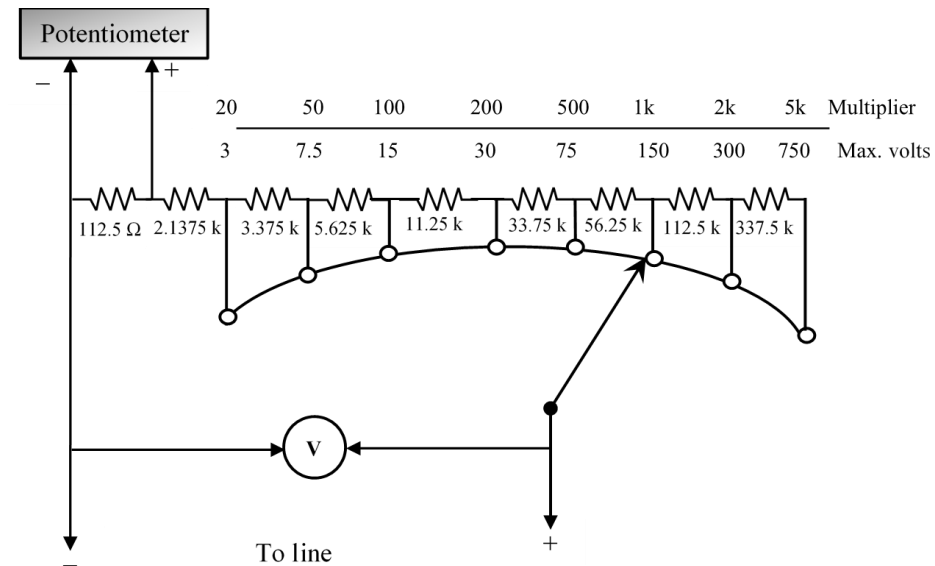 Potentiometer
− +
20 50 100 200 500 1k 2k 5k Multiplier
3 7.5 15 30 75 150 300 750 Max. volts
112.5 Ω 2.1375 k 3.375 k 5.625 k 11.25 k 33.75 k 56.25 k 112.5 k 337.5 k
V
To line
− +